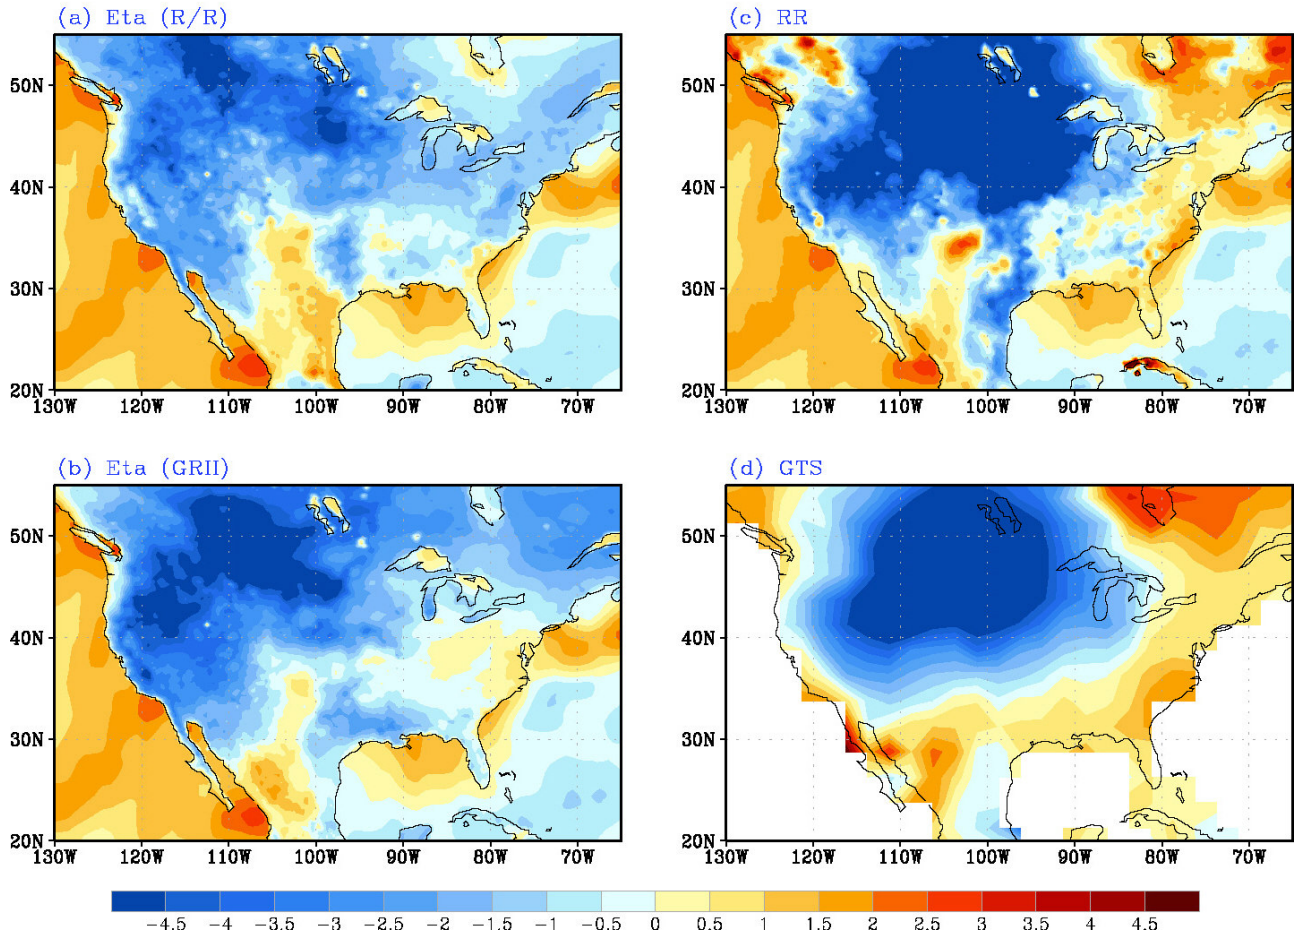 (a) Eta (R/R)
(c) RR
50N
40N
30N
20N
130W 120W 110W 100W 90W 80W 70W
50N
40N
30N
20N
130W 120W 110W 100W 90W 80W 70W
(b) Eta (GRII)
(d) GTS
50N
40N
30N
20N
130W 120W 110W 100W 90W 80W 70W
50N
40N
30N
20N
130W 120W 110W 100W 90W 80W 70W
−4.5 −4 −3.5 −3 −2.5 −2 −1.5 −1 −0.5 0 0.5 1 1.5 2 2.5 3 3.5 4 4.5